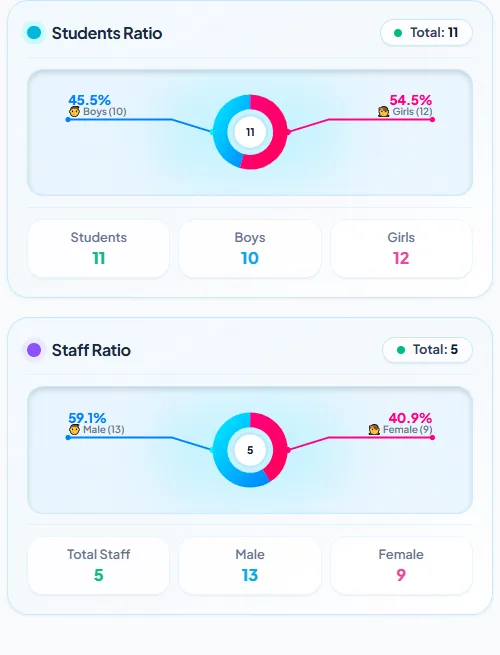 Students Ratio
Total: 11
45.5%
Boys (10)
54.5%
Girls (12)
11
Students
11
Boys
10
Girls
12
Staff Ratio
Total: 5
59.1%
Male (13)
40.9%
Female (9)
5
Total Staff
5
Male
13
Female
9